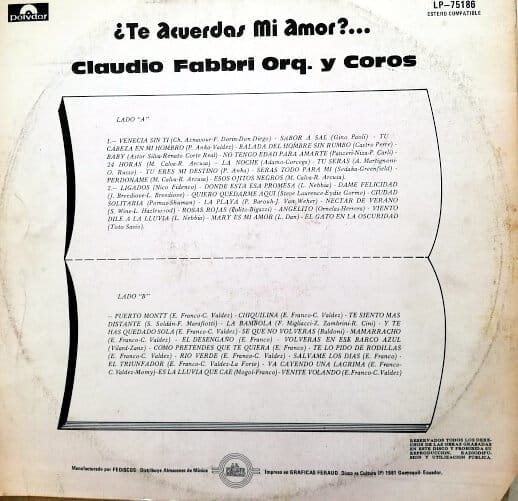 Polydor
LP-75186
ESTEREO COMPATIBLE
¿Te Acuerdas Mi Amor?...
Claudio Fabbri Orq. y Coros
LADO "A"
1.— VENECIA SIN TI (Ch. Aznavour-F. Dorin-Don Diego) - SABOR A SAL (Gino Paoli) - TU
CABEZA EN MI HOMBRO (P. Anka-Valdez) - BALADA DEL HOMBRE SIN RUMBO (Castro Perre)
BABY (Astor Silva-Renato Corte Real) - NO TENGO EDAD PARA AMARTE (Panzeri-Niza-P. Carli)
24 HORAS (M. Calva-R. Arcusa) — LA NOCHE (Adamo-Corcega) - TU SERAS (A. Martignoni-
O. Russo) - TU ERES MI DESTINO (P. Anka) - SERAS TODO PARA MI (Sedaka-Greenfield) -
PERDONAME (M. Calva-R. Arcusa) - ESOS OJITOS NEGROS (M. Calva-R. Arcusa)
2.— LIGADOS (Nico Fidenco) - DONDE ESTA ESA PROMESA (L. Nebbia) - DAME FELICIDAD
(J. Bresdlove-L. Bresdlove) - QUIERO QUEDARME AQUI (Steve Lawrence-Eydie Gorme) - CIUDAD
SOLITARIA (Pomus-Shuman) - LA PLAYA (P. Barouh-J. Van Weher) - NECTAR DE VERANO
(S. Wine-L. Hazlewood) - ROSAS ROJAS (Baldzo-Bigazzi) - ANGELITO (Ornelas-Herrera) - VIENTO
DILE A LA LLUVIA (L. Nebbia) - MARY ES MI AMOR (L. Dan) - EL GATO EN LA OSCURIDAD
(Toto Savio).
LADO "B"
— PUERTO MONTT (E. Franco-C. Valdez) - CHIQUILINA (E. Franco-C. Valdez) -TE SIENTO MAS
DISTANTE (S. Soldán-F. Marafiotti) - LA BAMBOLA (F. Migliacci-Z. Zambrini-R. Cini) - Y TE
HAS QUEDADO SOLA (E. Franco-C. Valdez) - SE QUE NO VOLVERAS (Baldoni) - MAMARRACHO
(E. Franco-C. Valdez) - EL DESENGAÑO (E. Franco-C. Valdez) - VOLVERAS EN ESE BARCO AZUL
(Vilard-Zanz) - COMO PRETENDES QUE TE QUIERA (E. Franco) - TE LO PIDO DE RODILLAS
(E. Franco-C. Valdez) - RIO VERDE (E. Franco-C. Valdez) - SALVAME LOS DIAS (E. Franco) -
EL TRIUNFADOR (E. Franco-C. Valdez-La Forte) - VA CAYENDO UNA LAGRIMA (E. Franco-
C. Valdez-Momy) -ES LA LLUVIA QUE CAE (Mogol-Franco) - VENITE VOLANDO (E. Franco-C. Valdez)
RESERVADOS TODOS LOS DERE-
CHOS DE LAS OBRAS GRABADAS
EN ESTE DISCO Y PROHIBIDA SU
REPRODUCCION, RADIODIFU-
SION Y UTILIZACION PUBLICA.
Manufacturado por FEDISCOS - Distribuye Almacenes de Música
Impreso en GRAFICAS FERAUD. Disco es Cultura (P) 1981 Guayaquil- Ecuador.